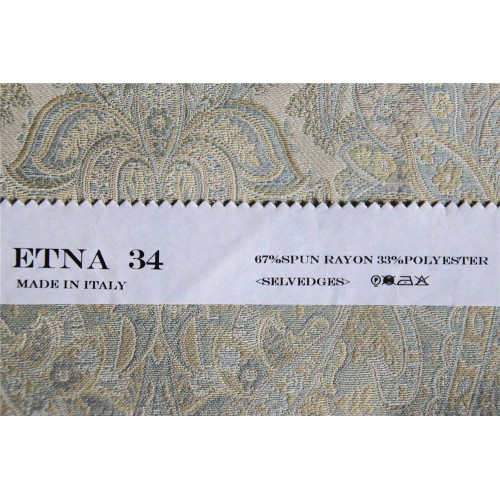 ETNA 34
MADE IN ITALY
67%SPUN RAYON 33%POLYESTER
<SELVEDGES>